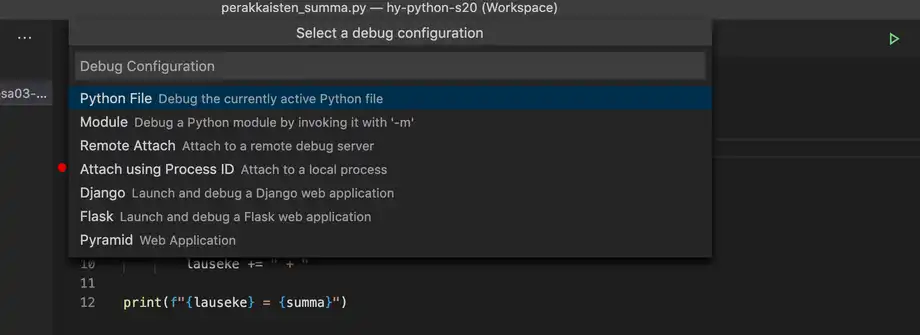 perakkaisten_summa.py — hy-python-s20 (Workspace)
...
Select a debug configuration
Debug Configuration
sa03-...
Python File Debug the currently active Python file
Module Debug a Python module by invoking it with '-m'
Remote Attach Attach to a remote debug server
Attach using Process ID Attach to a local process
Django Launch and debug a Django web application
Flask Launch and debug a Flask web application
Pyramid Web Application
10 lauseke += " + "
11
12 print(f"{lauseke} = {summa}")